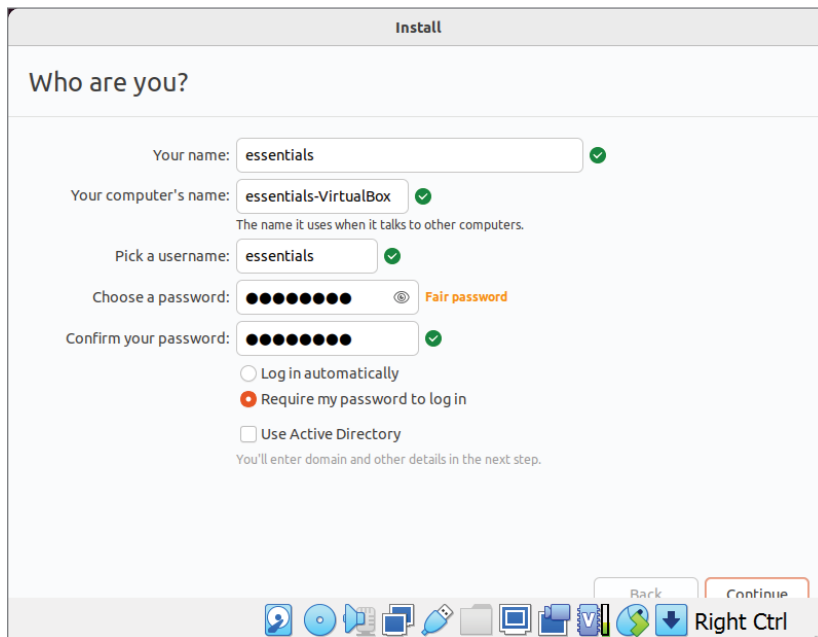 Install
Who are you?
Your name: essentials
Your computer's name: essentials-VirtualBox
The name it uses when it talks to other computers.
Pick a username: essentials
Choose a password: ●●●●●●●● Fair password
Confirm your password: ●●●●●●●●
Log in automatically
Require my password to log in
Use Active Directory
You'll enter domain and other details in the next step.
Back Continue
V Right Ctrl